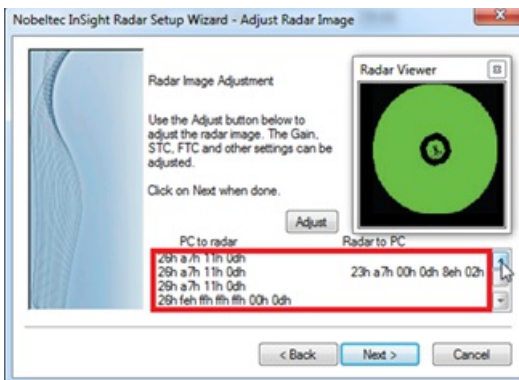 Nobeltec InSight Radar Setup Wizard - Adjust Radar Image
Radar Viewer
Radar Image Adjustment
Use the Adjust button below to
adjust the radar image. The Gain,
STC, FTC and other settings can be
adjusted.
Click on Next when done.
Adjust
PC to radar Radar to PC
26h a7h 11h 0dh
26h a7h 11h 0dh 23h a7h 00h 0dh 8eh 02h
26h a7h 11h 0dh
26h feh ffh ffh ffh 00h 0dh
< Back Next > Cancel